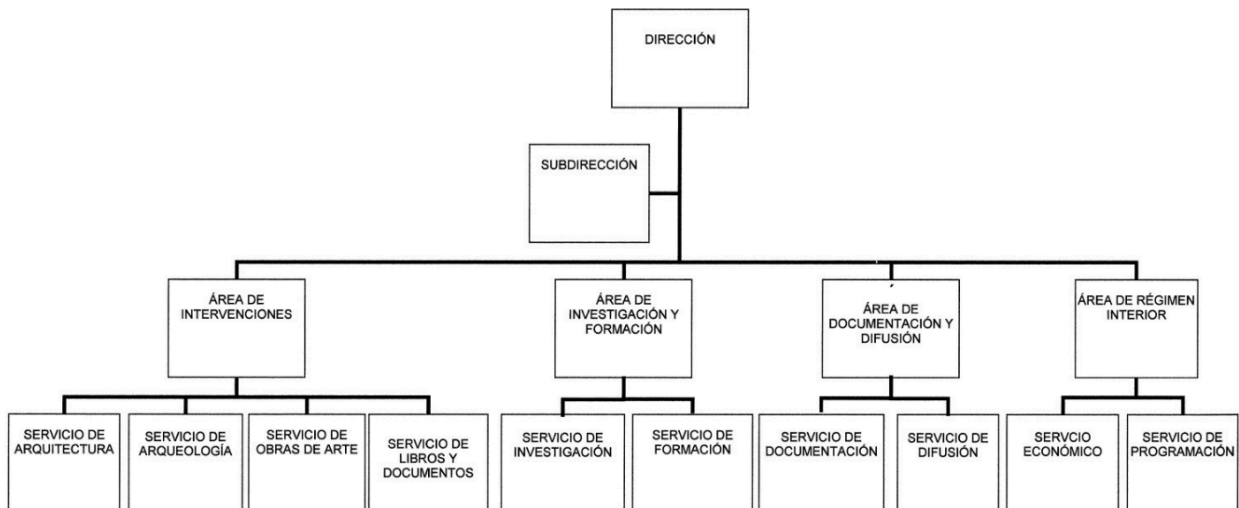 DIRECCIÓN
SUBDIRECCIÓN
ÁREA DE
INTERVENCIONES
ÁREA DE
INVESTIGACIÓN Y
FORMACIÓN
ÁREA DE
DOCUMENTACIÓN Y
DIFUSIÓN
ÁREA DE RÉGIMEN
INTERIOR
SERVICIO DE
ARQUITECTURA
SERVICIO DE
ARQUEOLOGÍA
SERVICIO DE
OBRAS DE ARTE
SERVICIO DE
LIBROS Y
DOCUMENTOS
SERVICIO DE
INVESTIGACIÓN
SERVICIO DE
FORMACIÓN
SERVICIO DE
DOCUMENTACIÓN
SERVICIO DE
DIFUSIÓN
SERVCIO
ECONÓMICO
SERVICIO DE
PROGRAMACIÓN